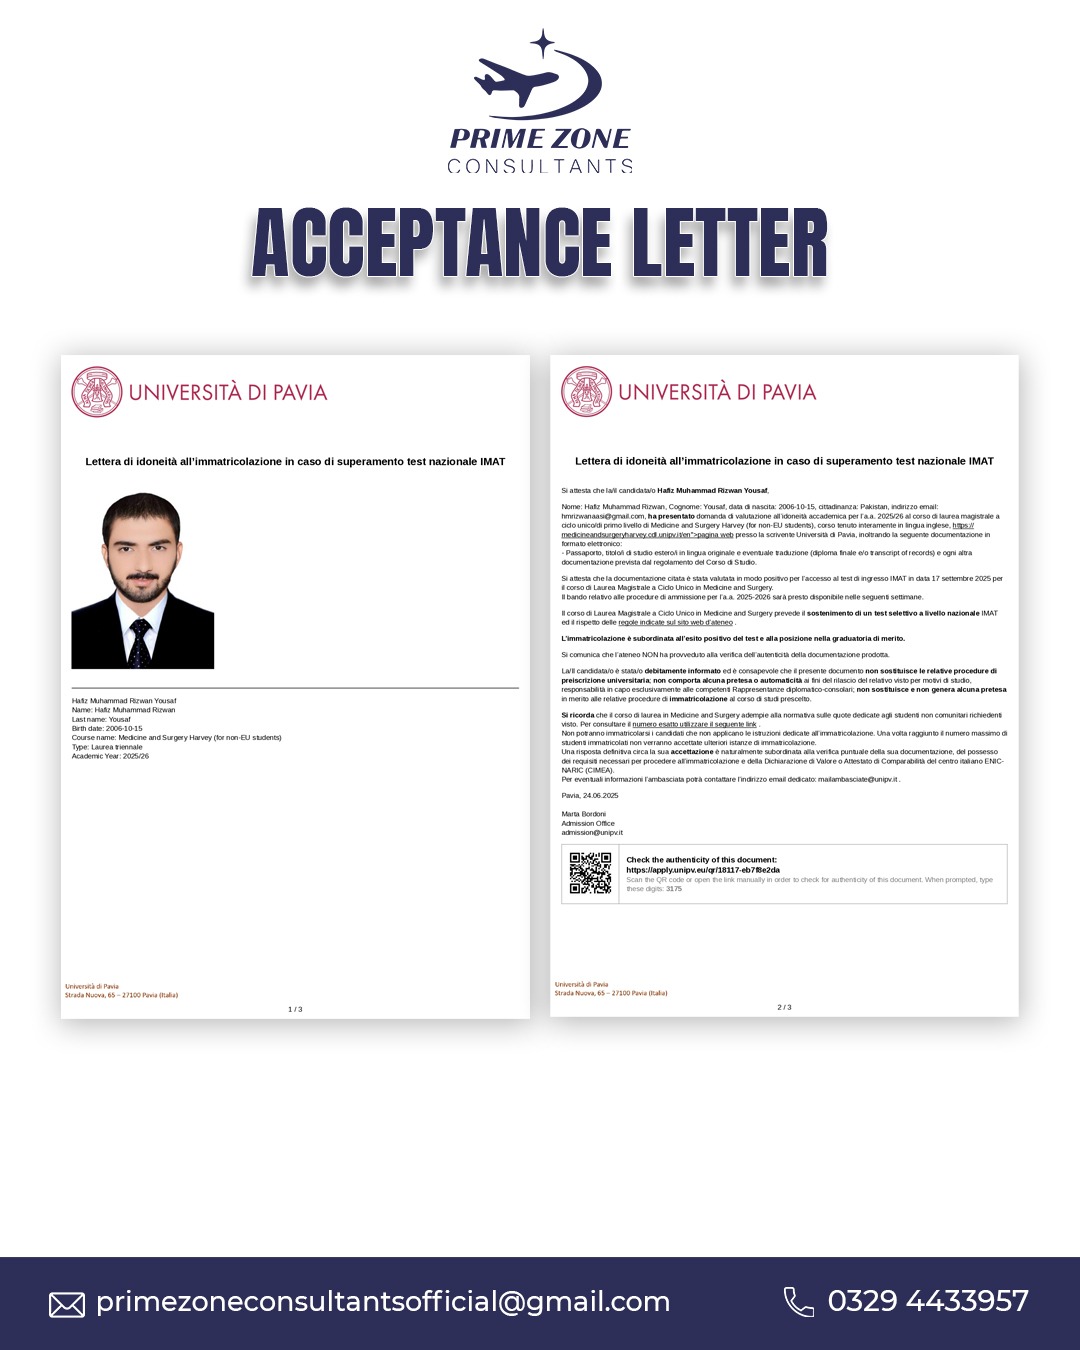 PRIME ZONE
CONSULTANTS
ACCEPTANCE LETTER
UNIVERSITÀ DI PAVIA
Lettera di idoneità all'immatricolazione in caso di superamento test nazionale IMAT
Hafiz Muhammad Rizwan Yousaf
Name: Hafiz Muhammad Rizwan
Last name: Yousaf
Birth date: 2006-10-15
Course name: Medicine and Surgery Harvey (for non-EU students)
Type: Laurea triennale
Academic Year: 2025/26
Università di Pavia
Strada Nuova, 65 – 27100 Pavia (Italia)
1 / 3
UNIVERSITÀ DI PAVIA
Lettera di idoneità all'immatricolazione in caso di superamento test nazionale IMAT
Si attesta che la/il candidata/o Hafiz Muhammad Rizwan Yousaf,
Nome: Hafiz Muhammad Rizwan, Cognome: Yousaf, data di nascita: 2006-10-15, cittadinanza: Pakistan, indirizzo email:
hmrizwanaasi@gmail.com, ha presentato domanda di valutazione all'idoneità accademica per l'a.a. 2025/26 al corso di laurea magistrale a
ciclo unico/di primo livello di Medicine and Surgery Harvey (for non-EU students), corso tenuto interamente in lingua inglese, https://
medicineandsurgeryharvey.cdl.unipv.it/en">pagina web presso la scrivente Università di Pavia, inoltrando la seguente documentazione in
formato elettronico:
- Passaporto, titolo/i di studio estero/i in lingua originale e eventuale traduzione (diploma finale e/o transcript of records) e ogni altra
documentazione prevista dal regolamento del Corso di Studio.
Si attesta che la documentazione citata è stata valutata in modo positivo per l'accesso al test di ingresso IMAT in data 17 settembre 2025 per
il corso di Laurea Magistrale a Ciclo Unico in Medicine and Surgery.
Il bando relativo alle procedure di ammissione per l'a.a. 2025-2026 sarà presto disponibile nelle seguenti settimane.
Il corso di Laurea Magistrale a Ciclo Unico in Medicine and Surgery prevede il sostenimento di un test selettivo a livello nazionale IMAT
ed il rispetto delle regole indicate sul sito web d'ateneo .
L'immatricolazione è subordinata all'esito positivo del test e alla posizione nella graduatoria di merito.
Si comunica che l'ateneo NON ha provveduto alla verifica dell'autenticità della documentazione prodotta.
La/Il candidata/o è stata/o debitamente informato ed è consapevole che il presente documento non sostituisce le relative procedure di
preiscrizione universitaria; non comporta alcuna pretesa o automaticità ai fini del rilascio del relativo visto per motivi di studio,
responsabilità in capo esclusivamente alle competenti Rappresentanze diplomatico-consolari; non sostituisce e non genera alcuna pretesa
in merito alle relative procedure di immatricolazione al corso di studi prescelto.
Si ricorda che il corso di laurea in Medicine and Surgery adempie alla normativa sulle quote dedicate agli studenti non comunitari richiedenti
visto. Per consultare il numero esatto utilizzare il seguente link .
Non potranno immatricolarsi i candidati che non applicano le istruzioni dedicate all'immatricolazione. Una volta raggiunto il numero massimo di
studenti immatricolati non verranno accettate ulteriori istanze di immatricolazione.
Una risposta definitiva circa la sua accettazione è naturalmente subordinata alla verifica puntuale della sua documentazione, del possesso
dei requisiti necessari per procedere all'immatricolazione e della Dichiarazione di Valore o Attestato di Comparabilità del centro italiano ENIC-
NARIC (CIMEA).
Per eventuali informazioni l'ambasciata potrà contattare l'indirizzo email dedicato: mailambasciate@unipv.it .
Pavia, 24.06.2025
Marta Bordoni
Admission Office
admission@unipv.it
Check the authenticity of this document:
https://apply.unipv.eu/qr/18117-eb7f8e2da
Scan the QR code or open the link manually in order to check for authenticity of this document. When prompted, type
these digits: 3175
Università di Pavia
Strada Nuova, 65 – 27100 Pavia (Italia)
2 / 3
primezoneconsultantsofficial@gmail.com
0329 4433957